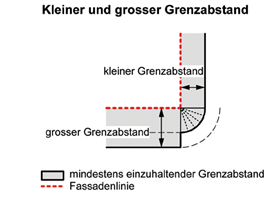 Kleiner und grosser Grenzabstand
kleiner Grenzabstand
grosser Grenzabstand
mindestens einzuhaltender Grenzabstand
Fassadenlinie